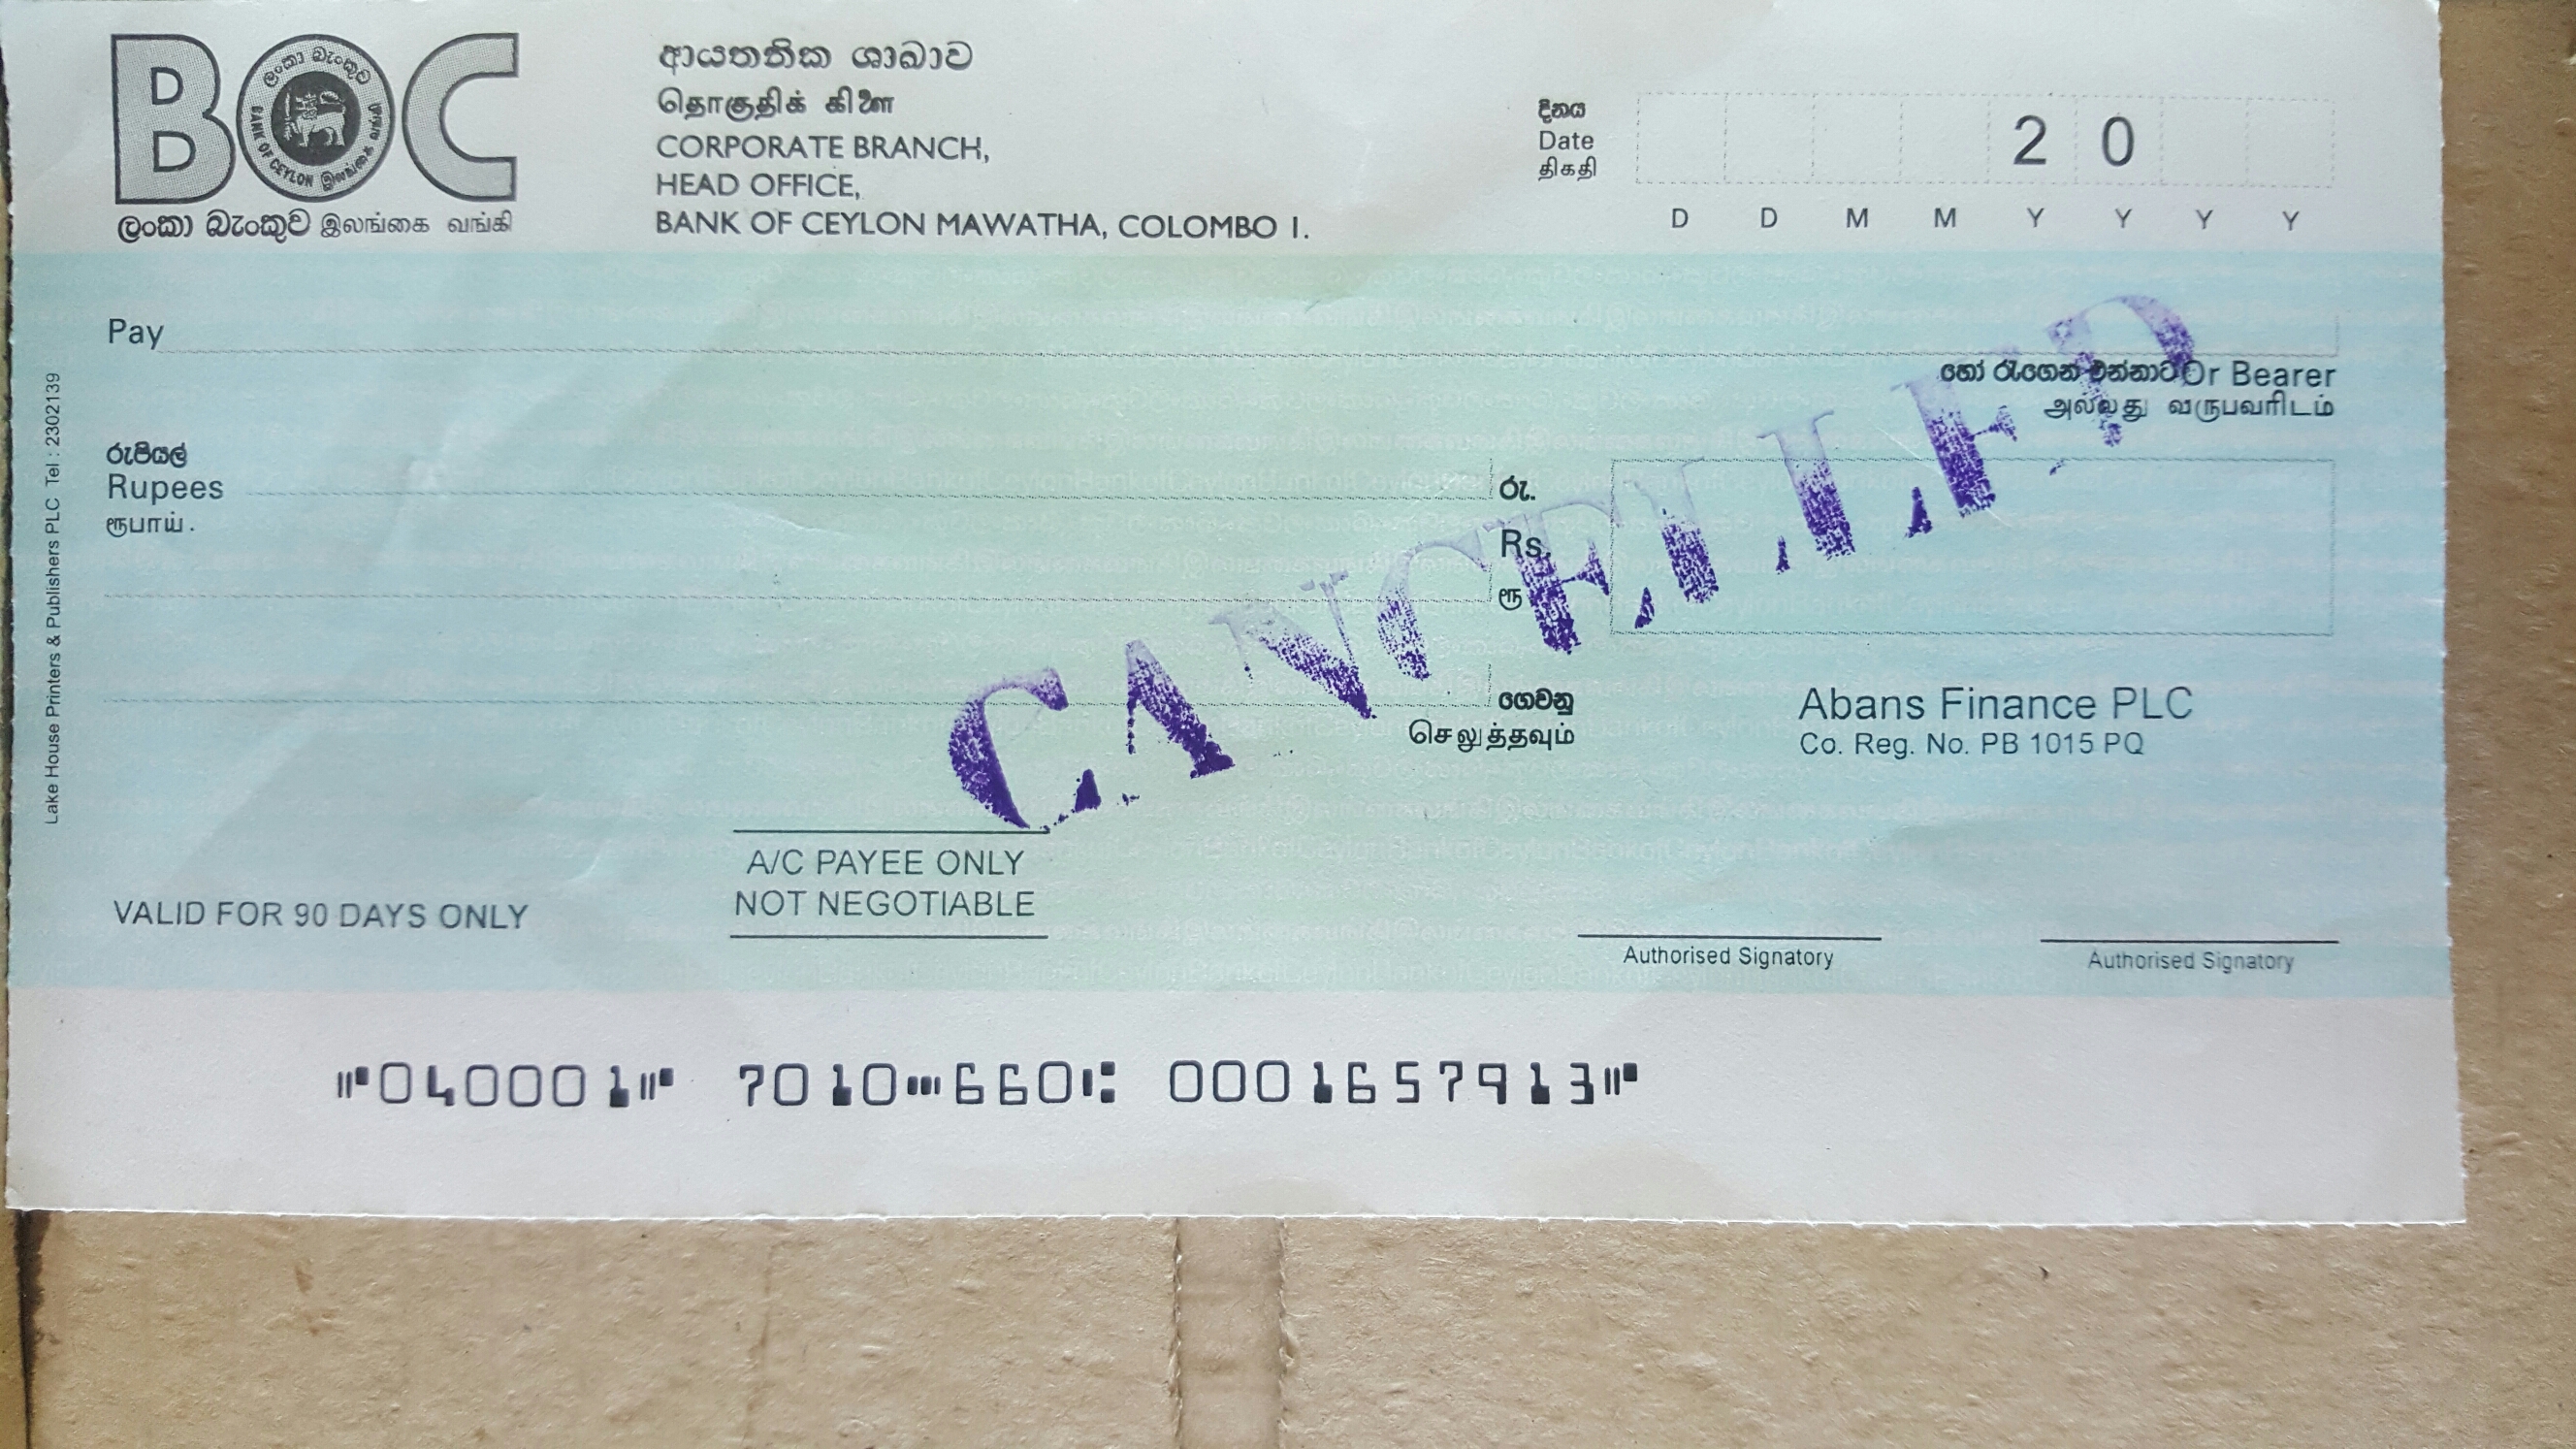 BOC
ලංකා බැංකුව
BANK OF CEYLON
இலங்கை வங்கி
ලංකා බැංකුව இலங்கை வங்கி
ආයතනික ශාඛාව
தொகுதிக் கிளை
CORPORATE BRANCH,
HEAD OFFICE,
BANK OF CEYLON MAWATHA, COLOMBO 1.
දිනය
Date
திகதி
2 0
D D M M Y Y Y Y
Pay
හෝ රැගෙන එන්නාට Or Bearer
அல்லது வருபவரிடம்
රුපියල්
Rupees
ரூபாய்.
රු.
Rs.
ரூ
ගෙවනු
செலுத்தவும்
CANCELLED
Abans Finance PLC
Co. Reg. No. PB 1015 PQ
A/C PAYEE ONLY
NOT NEGOTIABLE
VALID FOR 90 DAYS ONLY
Authorised Signatory
Authorised Signatory
Lake House Printers & Publishers PLC Tel : 2302139
⑈040001⑈ 7010⑉660⑆ 0001657913⑈